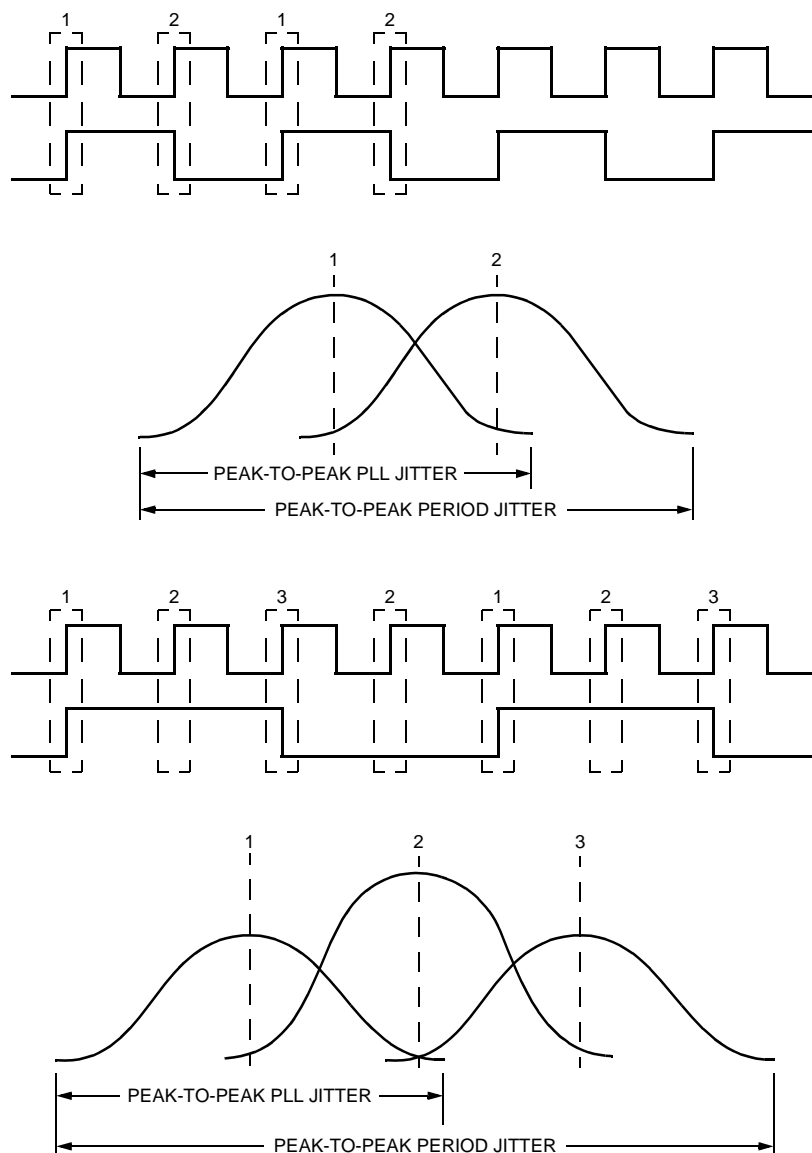 1 2 1 2
1 2
PEAK-TO-PEAK PLL JITTER
PEAK-TO-PEAK PERIOD JITTER
1 2 3 2 1 2 3
1 2 3
PEAK-TO-PEAK PLL JITTER
PEAK-TO-PEAK PERIOD JITTER